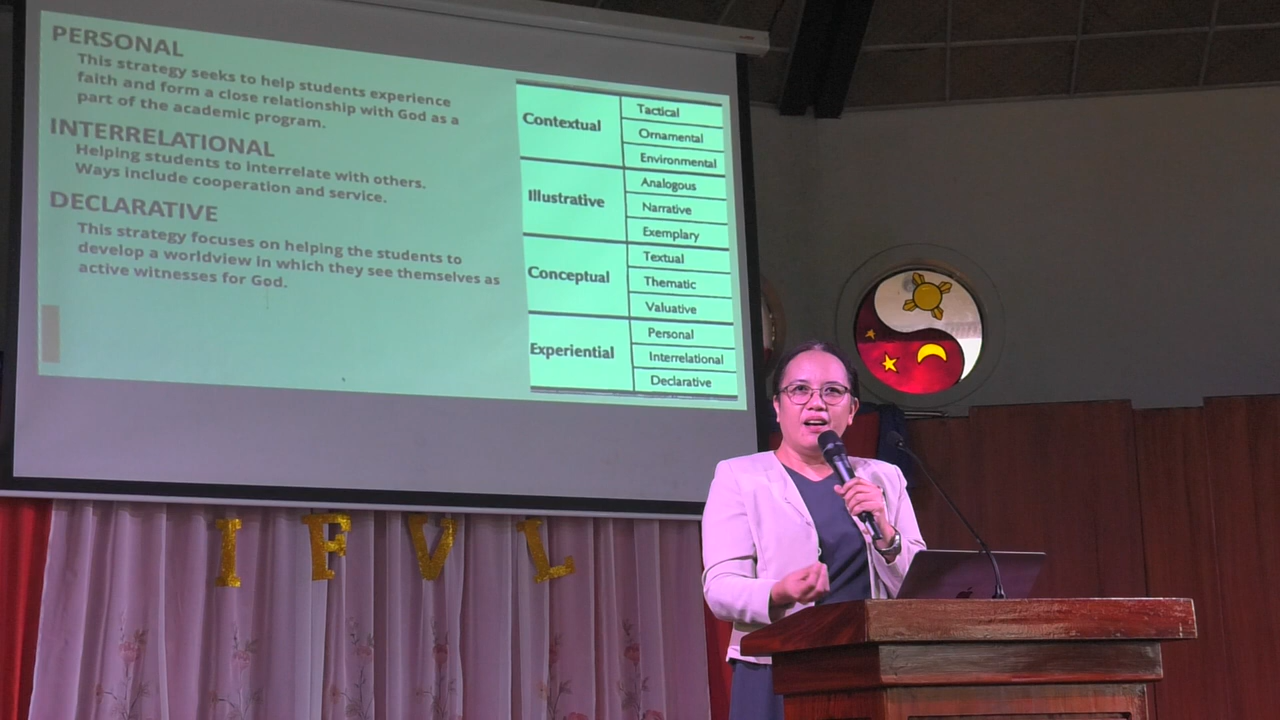 PERSONAL
This strategy seeks to help students experience
faith and form a close relationship with God as a
part of the academic program.
INTERRELATIONAL
Helping students to interrelate with others.
Ways include cooperation and service.
DECLARATIVE
This strategy focuses on helping the students to
develop a worldview in which they see themselves as
active witnesses for God.
Contextual
Tactical
Ornamental
Environmental
Illustrative
Analogous
Narrative
Exemplary
Conceptual
Textual
Thematic
Valuative
Experiential
Personal
Interrelational
Declarative
I F V L